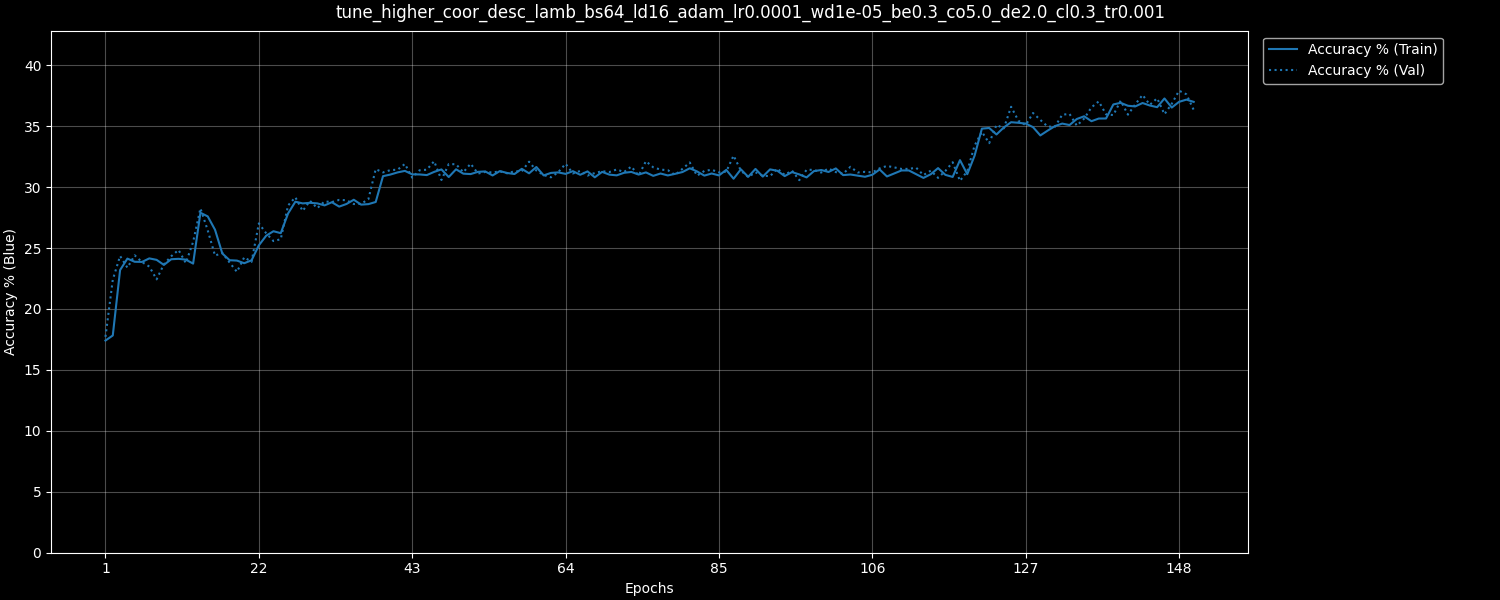 tune_higher_coor_desc_lamb_bs64_ld16_adam_lr0.0001_wd1e-05_be0.3_co5.0_de2.0_cl0.3_tr0.001
Accuracy % (Train)
Accuracy % (Val)
Accuracy % (Blue)
40
35
30
25
20
15
10
5
0
1 22 43 64 85 106 127 148
Epochs